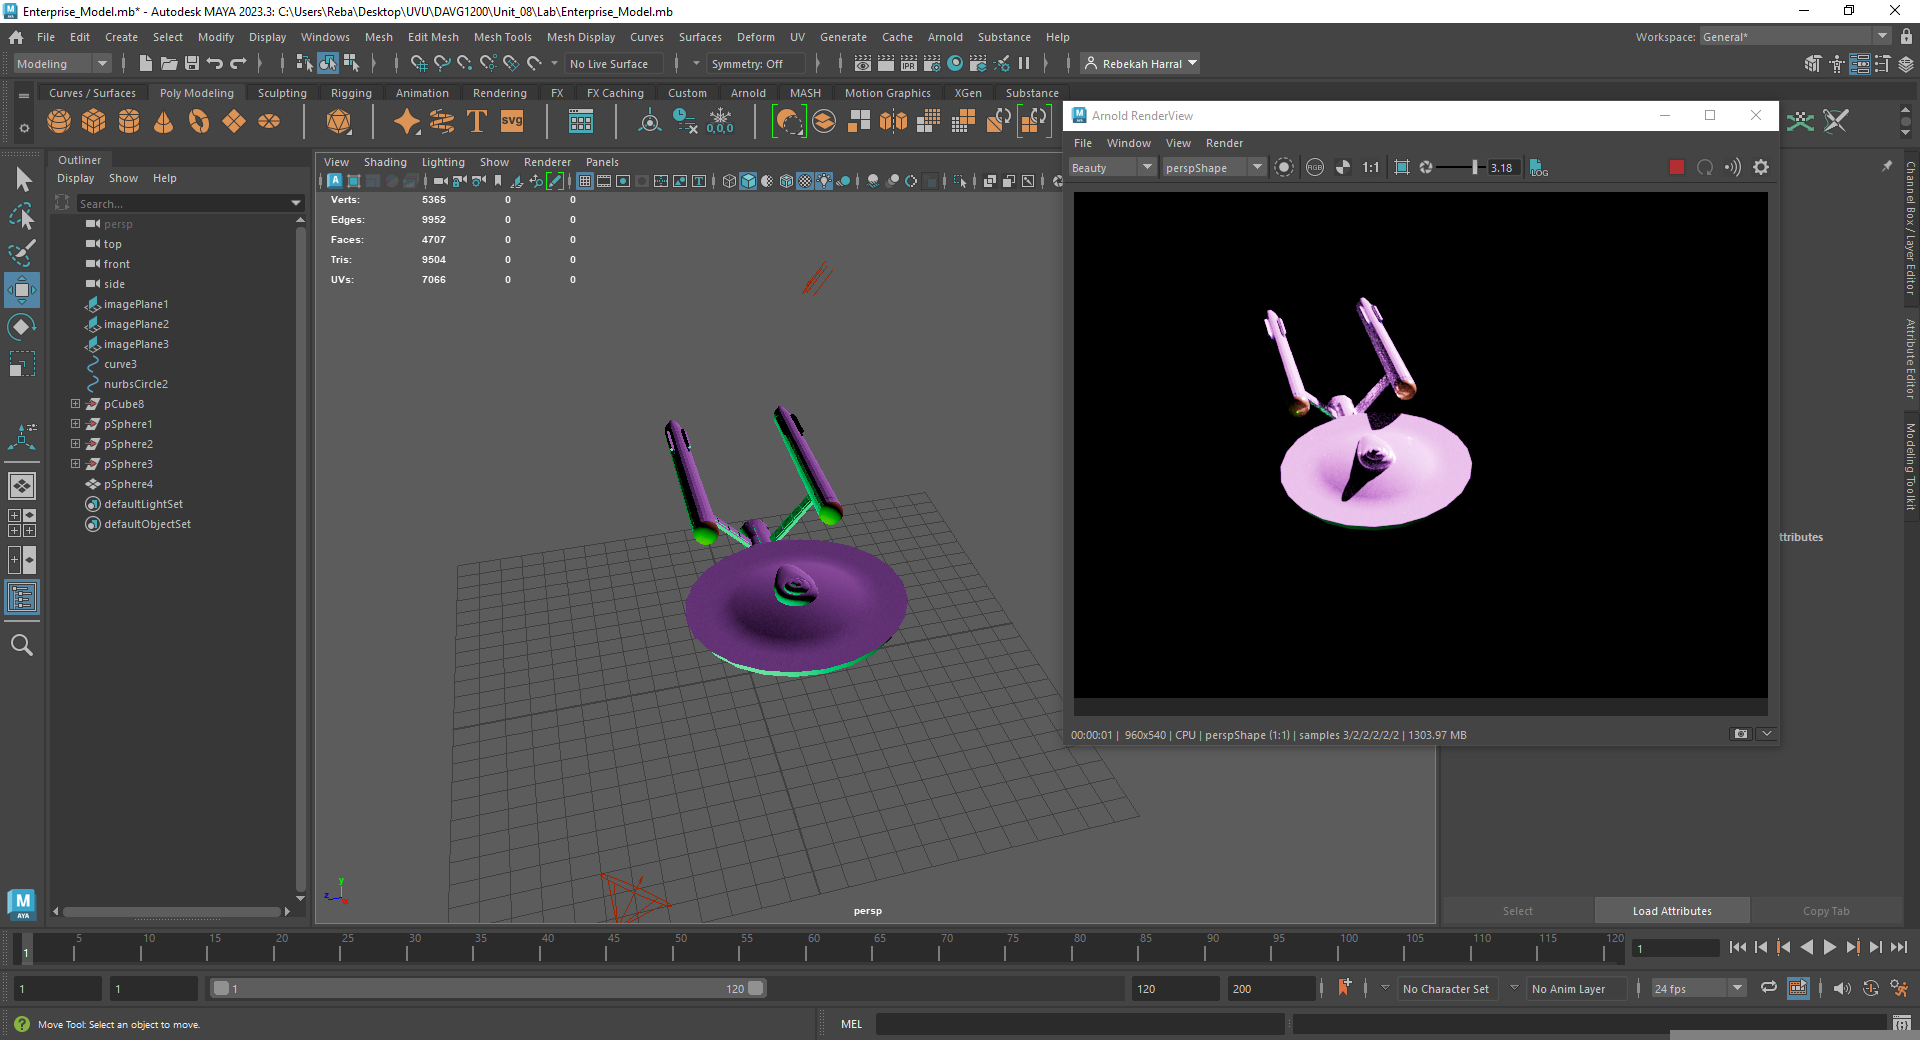 Enterprise_Model.mb* - Autodesk MAYA 2023.3: C:\Users\Reba\Desktop\UVU\DAVG1200\Unit_08\Lab\Enterprise_Model.mb
File Edit Create Select Modify Display Windows Mesh Edit Mesh Mesh Tools Mesh Display Curves Surfaces Deform UV Generate Cache Arnold Substance Help
Workspace: General*
Modeling No Live Surface Symmetry: Off Rebekah Harral
Curves / Surfaces Poly Modeling Sculpting Rigging Animation Rendering FX FX Caching Custom Arnold MASH Motion Graphics XGen Substance
T svg 0,0,0
Arnold RenderView
File Window View Render
Beauty perspShape RGB 1:1 3.18 LOG
Outliner
Display Show Help
Search...
persp
top
front
side
imagePlane1
imagePlane2
imagePlane3
curve3
nurbsCircle2
pCube8
pSphere1
pSphere2
pSphere3
pSphere4
defaultLightSet
defaultObjectSet
View Shading Lighting Show Renderer Panels
Verts: 5365 0 0
Edges: 9952 0 0
Faces: 4707 0 0
Tris: 9504 0 0
UVs: 7066 0 0
y
z
x
persp
00:00:01 | 960x540 | CPU | perspShape (1:1) | samples 3/2/2/2/2/2 | 1303.97 MB
Channel Box / Layer Editor
Attribute Editor
Modeling Toolkit
ttributes
Select Load Attributes Copy Tab
M
AYA
1 5 10 15 20 25 30 35 40 45 50 55 60 65 70 75 80 85 90 95 100 105 110 115 120 1
1 1 1 120 120 200 No Character Set No Anim Layer 24 fps
Move Tool: Select an object to move.
MEL